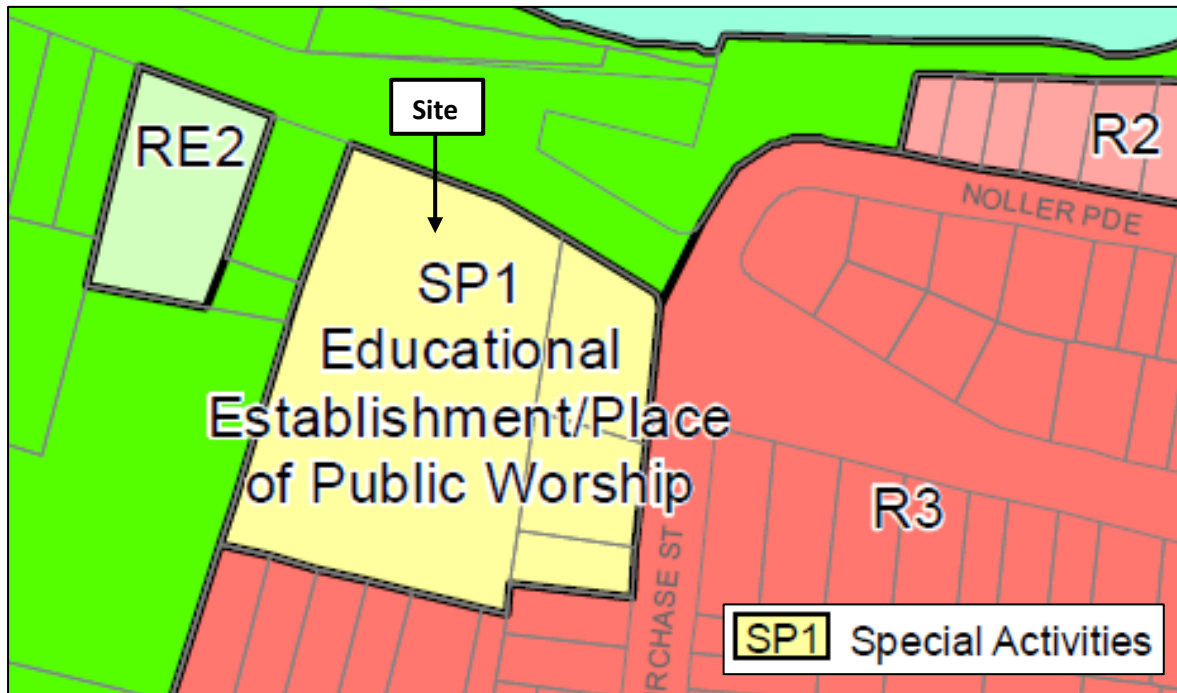 Site
RE2
R2
NOLLER PDE
SP1
Educational
Establishment/Place
of Public Worship
R3
RCHASE ST
SP1 Special Activities